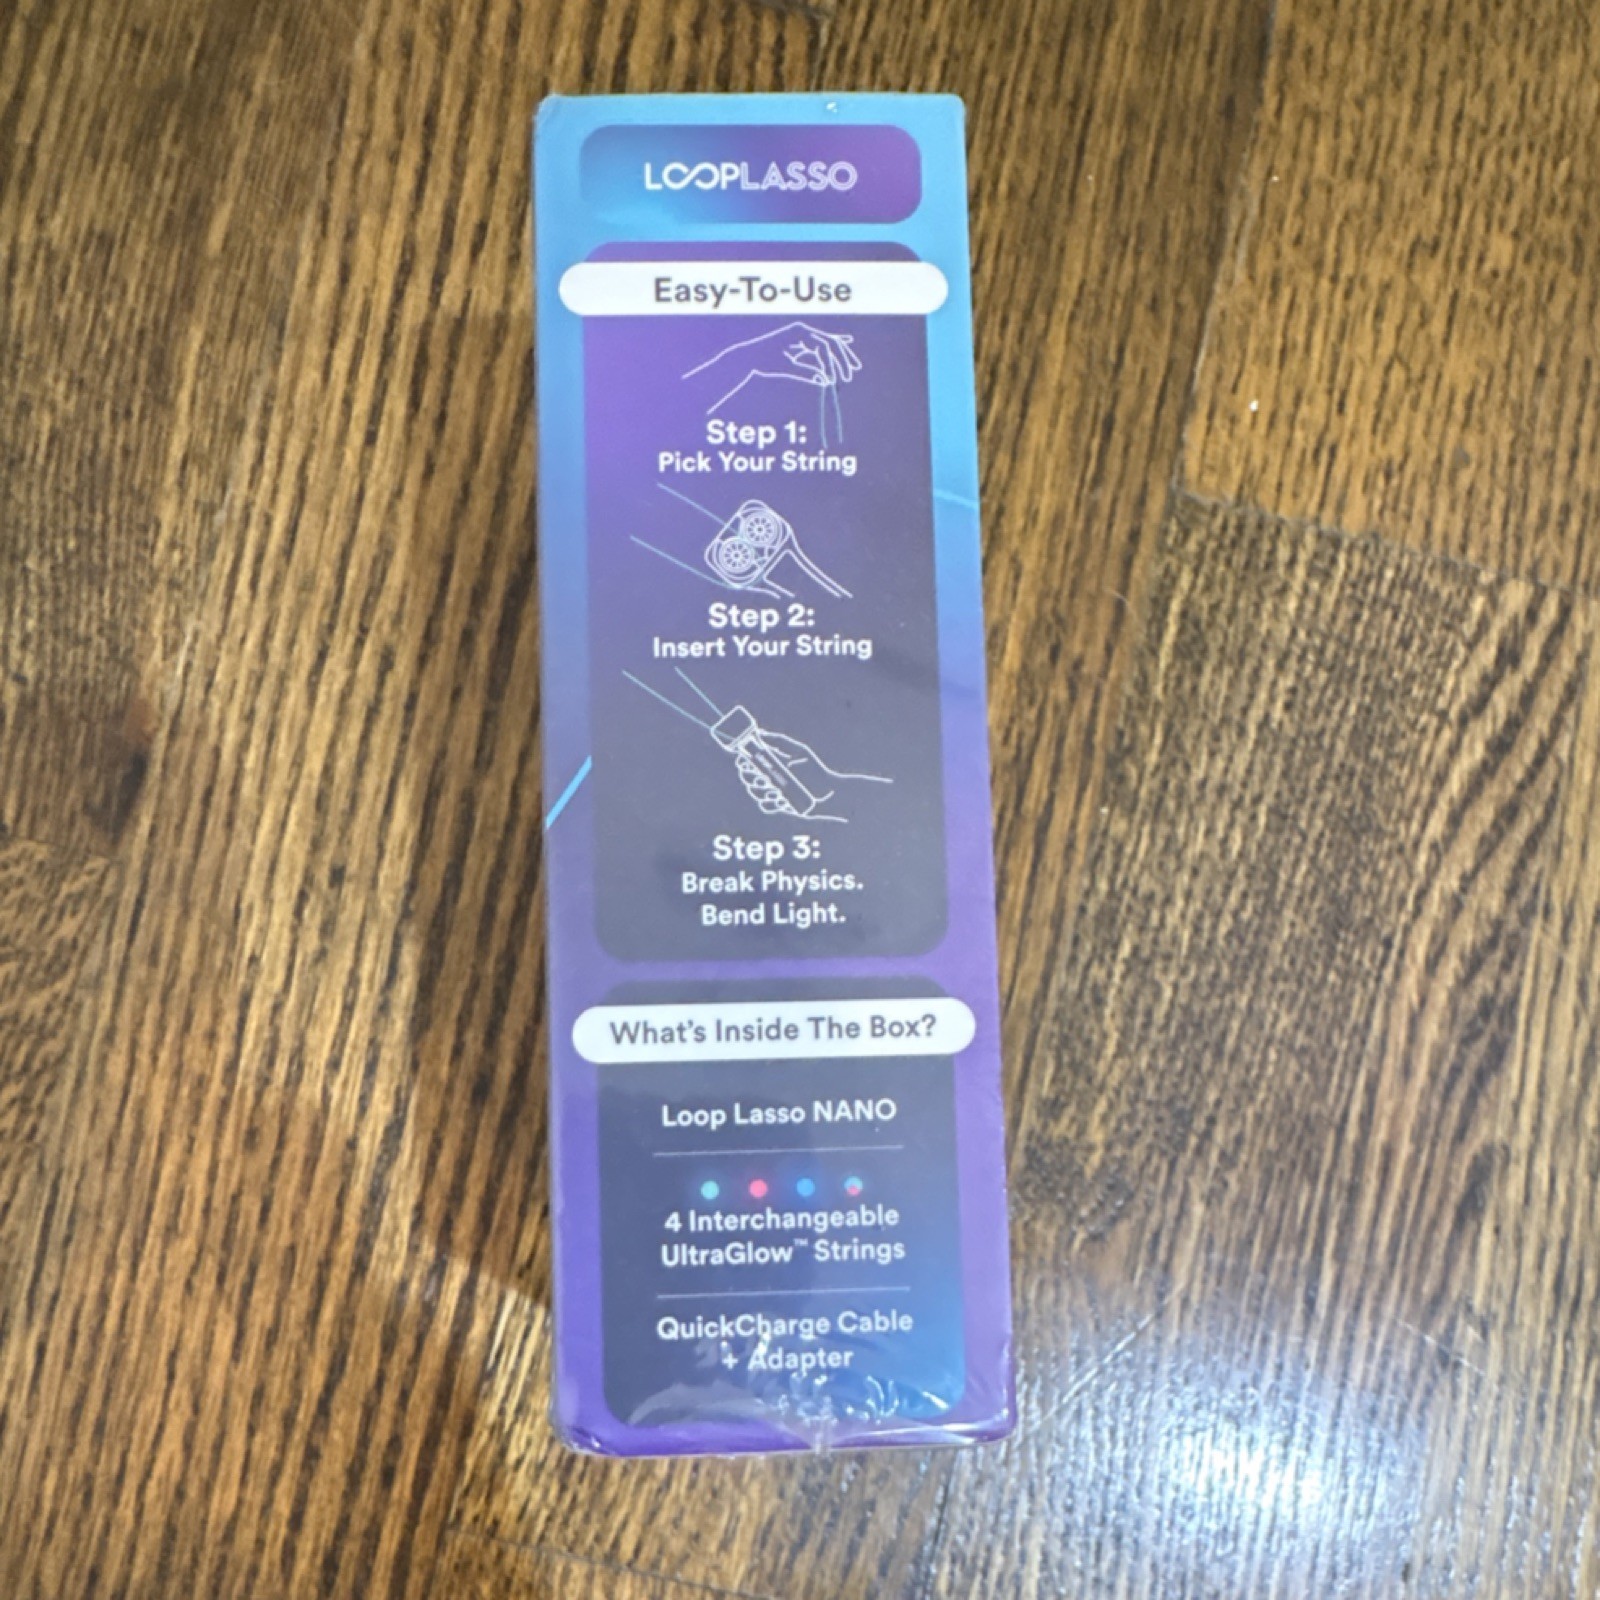 LOOPLASSO
Easy-To-Use
Step 1:
Pick Your String
Step 2:
Insert Your String
Step 3:
Break Physics.
Bend Light.
What's Inside The Box?
Loop Lasso NANO
4 Interchangeable
UltraGlow™ Strings
QuickCharge Cable
+ Adapter